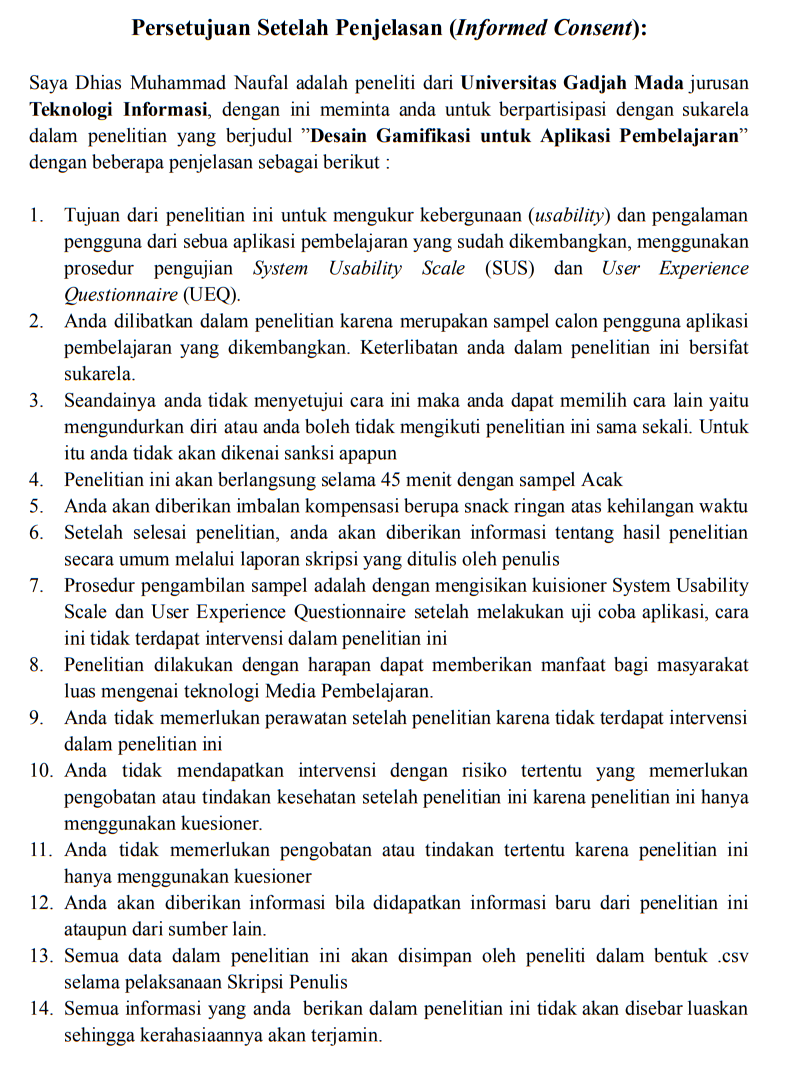 Persetujuan Setelah Penjelasan (Informed Consent):
Saya Dhias Muhammad Naufal adalah peneliti dari Universitas Gadjah Mada jurusan
Teknologi Informasi, dengan ini meminta anda untuk berpartisipasi dengan sukarela
dalam penelitian yang berjudul ”Desain Gamifikasi untuk Aplikasi Pembelajaran”
dengan beberapa penjelasan sebagai berikut :
1. Tujuan dari penelitian ini untuk mengukur kebergunaan (usability) dan pengalaman
pengguna dari sebua aplikasi pembelajaran yang sudah dikembangkan, menggunakan
prosedur pengujian System Usability Scale (SUS) dan User Experience
Questionnaire (UEQ).
2. Anda dilibatkan dalam penelitian karena merupakan sampel calon pengguna aplikasi
pembelajaran yang dikembangkan. Keterlibatan anda dalam penelitian ini bersifat
sukarela.
3. Seandainya anda tidak menyetujui cara ini maka anda dapat memilih cara lain yaitu
mengundurkan diri atau anda boleh tidak mengikuti penelitian ini sama sekali. Untuk
itu anda tidak akan dikenai sanksi apapun
4. Penelitian ini akan berlangsung selama 45 menit dengan sampel Acak
5. Anda akan diberikan imbalan kompensasi berupa snack ringan atas kehilangan waktu
6. Setelah selesai penelitian, anda akan diberikan informasi tentang hasil penelitian
secara umum melalui laporan skripsi yang ditulis oleh penulis
7. Prosedur pengambilan sampel adalah dengan mengisikan kuisioner System Usability
Scale dan User Experience Questionnaire setelah melakukan uji coba aplikasi, cara
ini tidak terdapat intervensi dalam penelitian ini
8. Penelitian dilakukan dengan harapan dapat memberikan manfaat bagi masyarakat
luas mengenai teknologi Media Pembelajaran.
9. Anda tidak memerlukan perawatan setelah penelitian karena tidak terdapat intervensi
dalam penelitian ini
10. Anda tidak mendapatkan intervensi dengan risiko tertentu yang memerlukan
pengobatan atau tindakan kesehatan setelah penelitian ini karena penelitian ini hanya
menggunakan kuesioner.
11. Anda tidak memerlukan pengobatan atau tindakan tertentu karena penelitian ini
hanya menggunakan kuesioner
12. Anda akan diberikan informasi bila didapatkan informasi baru dari penelitian ini
ataupun dari sumber lain.
13. Semua data dalam penelitian ini akan disimpan oleh peneliti dalam bentuk .csv
selama pelaksanaan Skripsi Penulis
14. Semua informasi yang anda berikan dalam penelitian ini tidak akan disebar luaskan
sehingga kerahasiaannya akan terjamin.